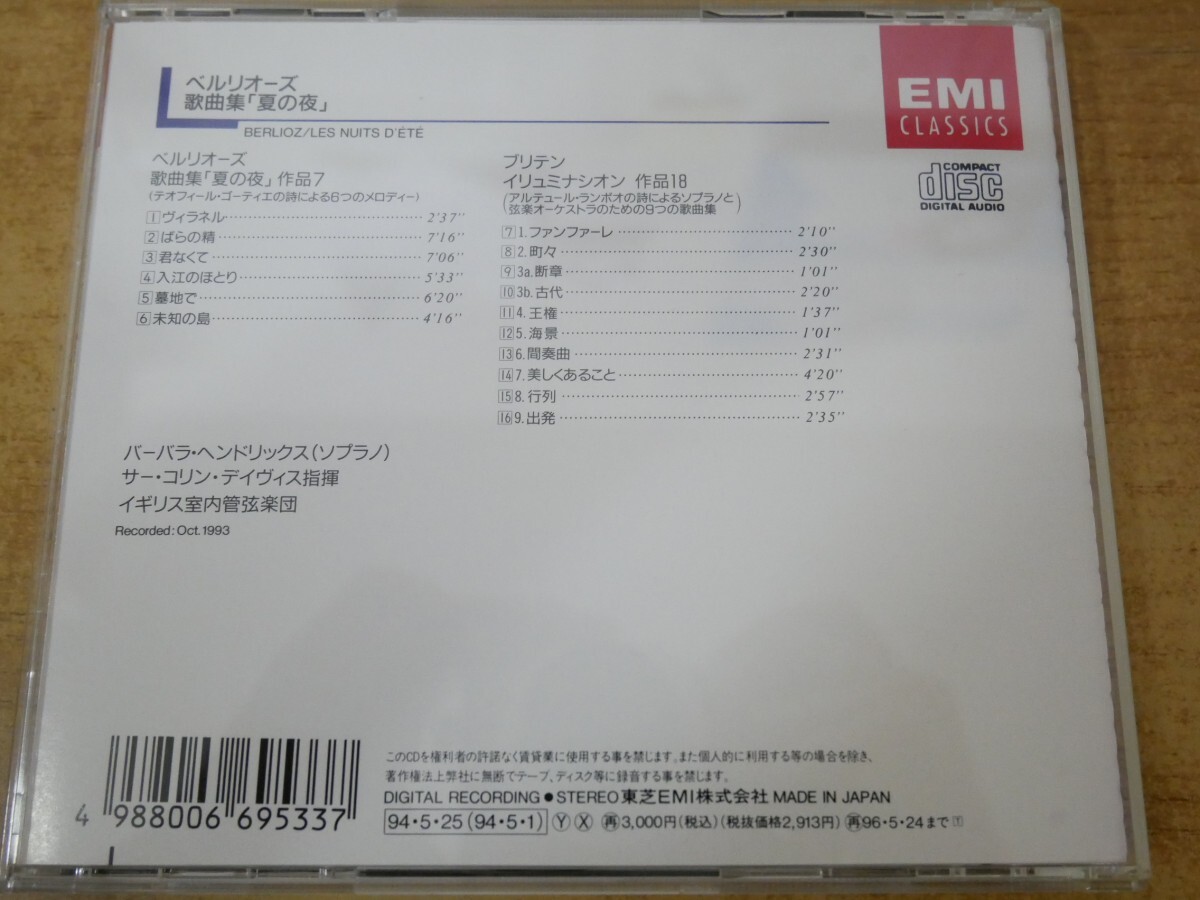 ベルリオーズ
歌曲集「夏の夜」
BERLIOZ/LES NUITS D'ÉTÉ
EMI
CLASSICS
COMPACT
disc
DIGITAL AUDIO
ベルリオーズ
歌曲集「夏の夜」作品7
(テオフィール・ゴーティエの詩による6つのメロディー)
1 ヴィラネル 2'37''
2 ばらの精 7'16''
3 君なくて 7'06''
4 入江のほとり 5'33''
5 墓地で 6'20''
6 未知の島 4'16''
ブリテン
イリュミナシオン 作品18
(アルテュール・ランボオの詩によるソプラノと
弦楽オーケストラのための9つの歌曲集)
7 1. ファンファーレ 2'10''
8 2. 町々 2'30''
9 3a. 断章 1'01''
10 3b. 古代 2'20''
11 4. 王権 1'37''
12 5. 海景 1'01''
13 6. 間奏曲 2'31''
14 7. 美しくあること 4'20''
15 8. 行列 2'57''
16 9. 出発 2'35''
バーバラ・ヘンドリックス(ソプラノ)
サー・コリン・デイヴィス指揮
イギリス室内管弦楽団
Recorded: Oct. 1993
このCDを権利者の許諾なく賃貸業に使用する事を禁じます。また個人的に利用する等の場合を除き、
著作権法上弊社に無断でテープ、ディスク等に録音する事を禁じます。
DIGITAL RECORDING ● STEREO 東芝EMI株式会社 MADE IN JAPAN
94・5・25(94・5・1) Ⓨ Ⓧ ㊢3,000円(税込)(税抜価格2,913円) ㊢96・5・24まで T
4 988006 695337